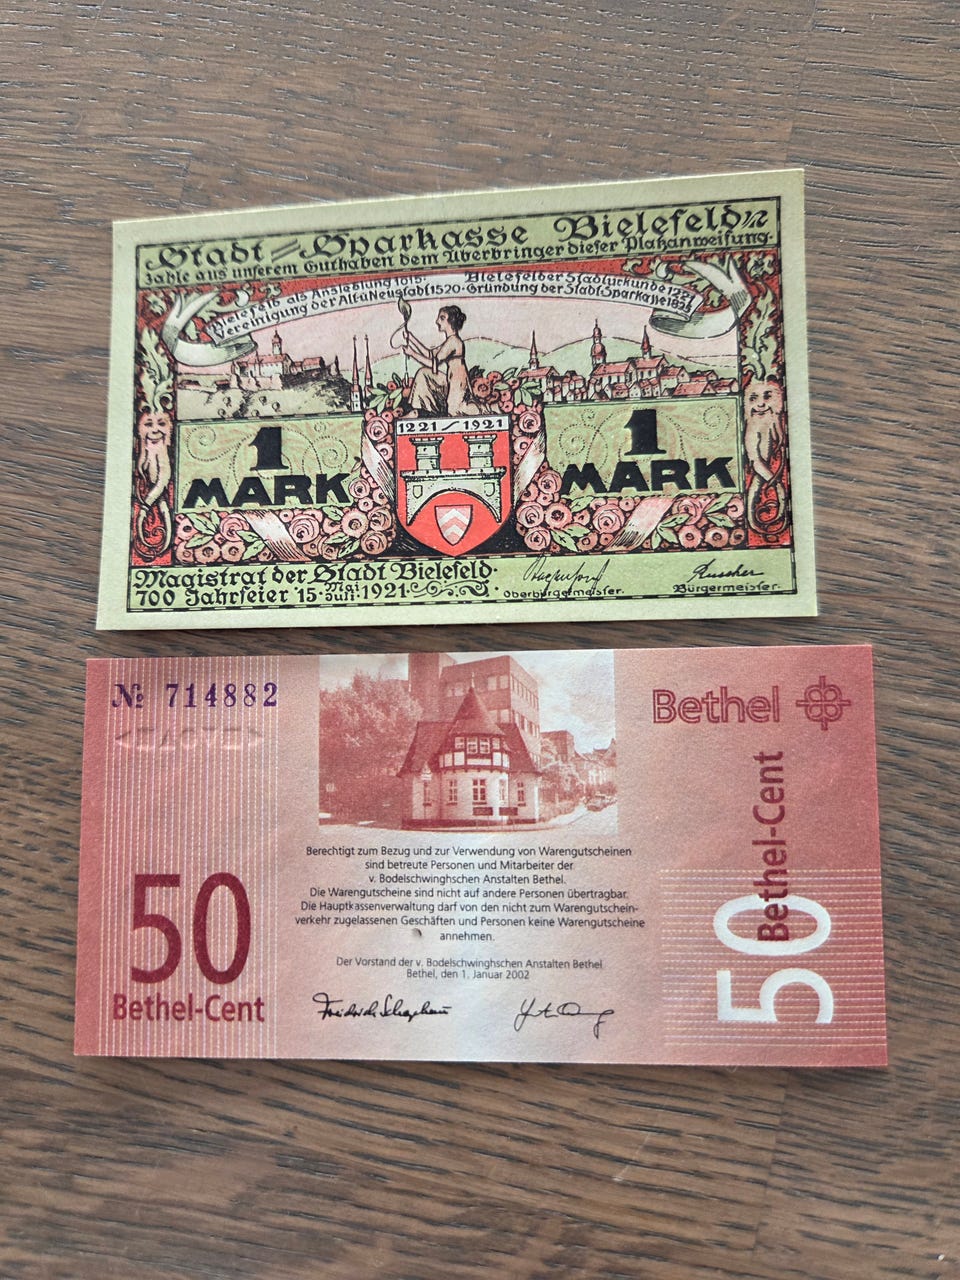 Stadt=Sparkasse Bielefeld
Zahle aus unserem Guthaben dem Überbringer dieser Platzanweisung.
Bielefeld als Ansiedlung 1015· Bielefelder Stadturkunde 1221
Vereinigung der Alt-u Neustadt 1520· Gründung der Stadt-Sparkasse 1825
1221/1921
1
MARK
1
MARK
Magistrat der Stadt Bielefeld·
700 Jahrfeier 15· Mai Juli 1921·
Oberbürgermeister·
Bürgermeister·
№ 714882
50
Bethel-Cent
Berechtigt zum Bezug und zur Verwendung von Warengutscheinen
sind betreute Personen und Mitarbeiter der
v. Bodelschwinghschen Anstalten Bethel.
Die Warengutscheine sind nicht auf andere Personen übertragbar.
Die Hauptkassenverwaltung darf von den nicht zum Warengutschein-
verkehr zugelassenen Geschäften und Personen keine Warengutscheine
annehmen.
Der Vorstand der v. Bodelschwinghschen Anstalten Bethel
Bethel, den 1. Januar 2002
Bethel
50
Bethel-Cent